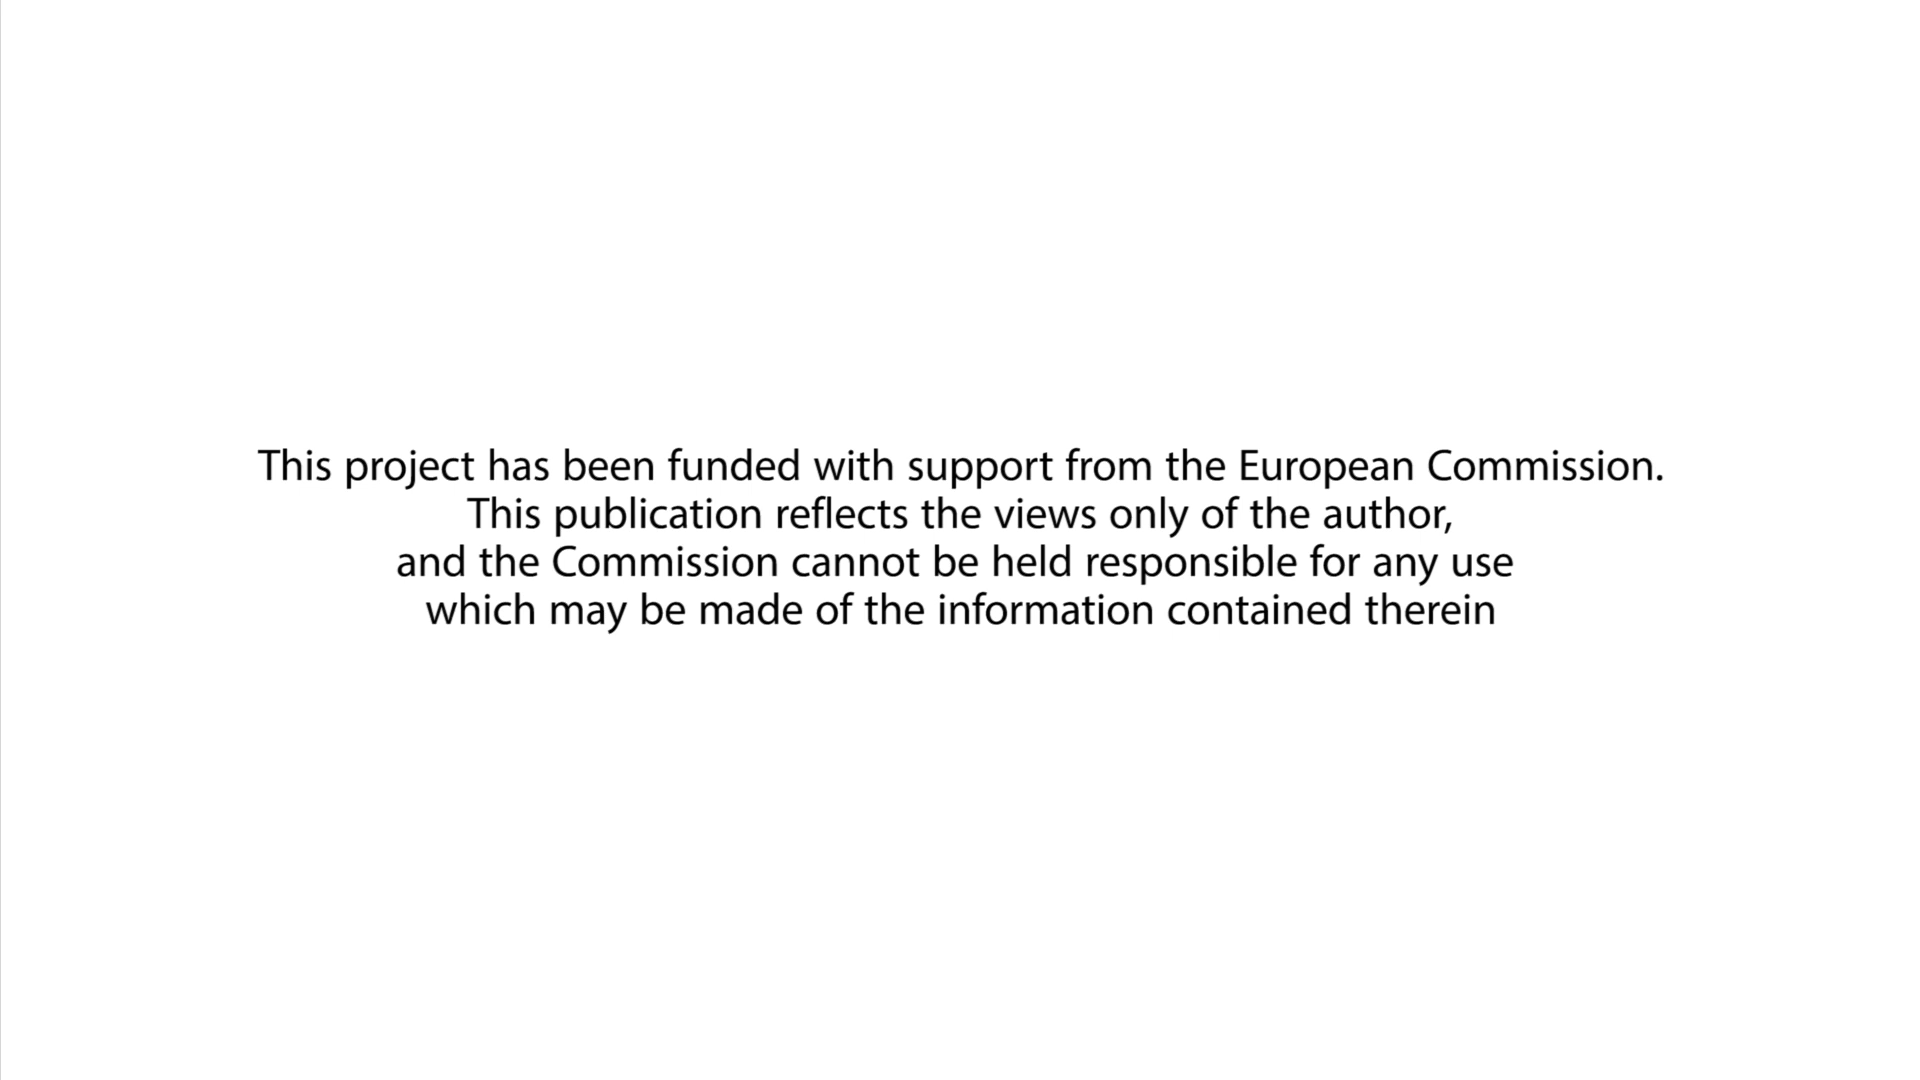 This project has been funded with support from the European Commission.
This publication reflects the views only of the author,
and the Commission cannot be held responsible for any use
which may be made of the information contained therein